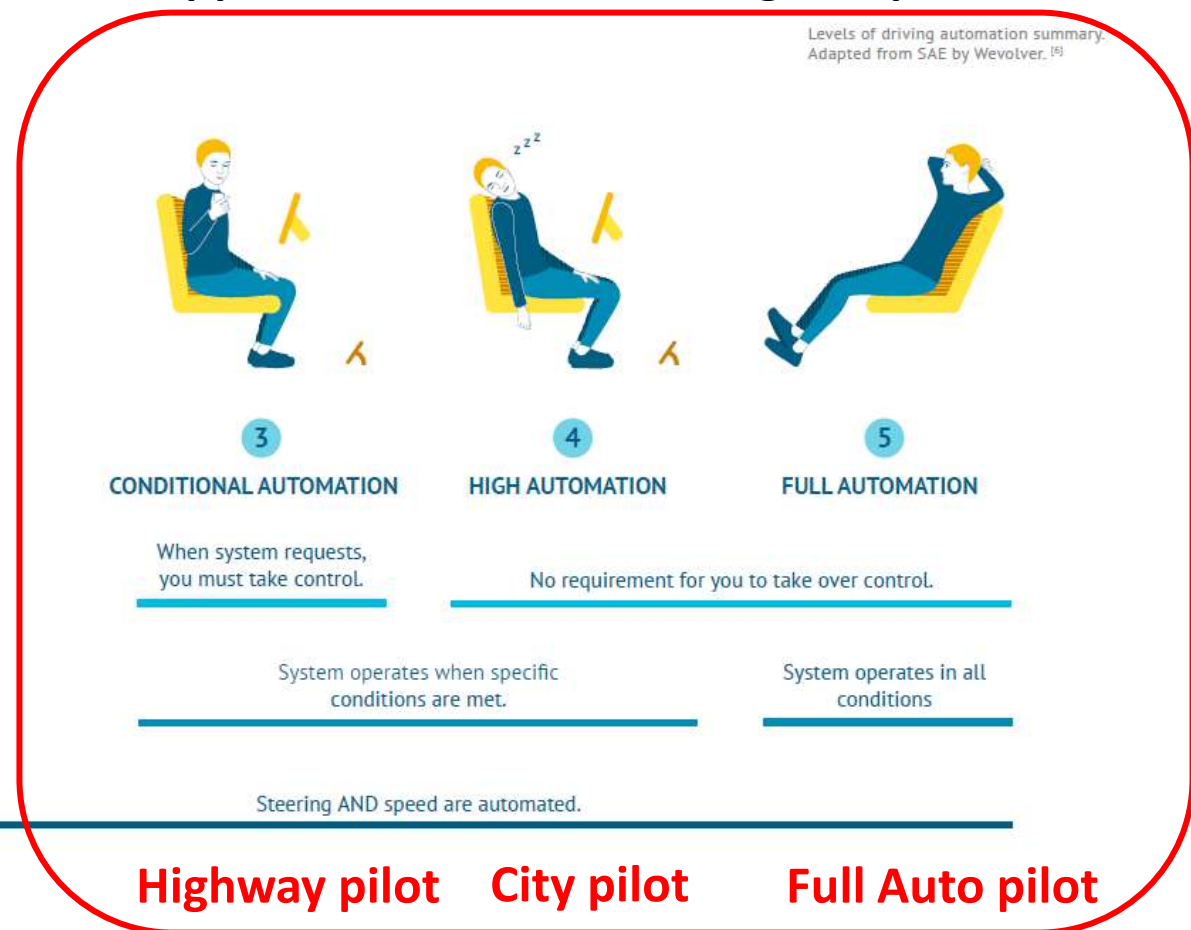 Levels of driving automation summary.
Adapted from SAE by Wevolver. [6]
z z z
3
4
5
CONDITIONAL AUTOMATION
HIGH AUTOMATION
FULL AUTOMATION
When system requests,
you must take control.
No requirement for you to take over control.
System operates when specific
conditions are met.
System operates in all
conditions
Steering AND speed are automated.
Highway pilot
City pilot
Full Auto pilot